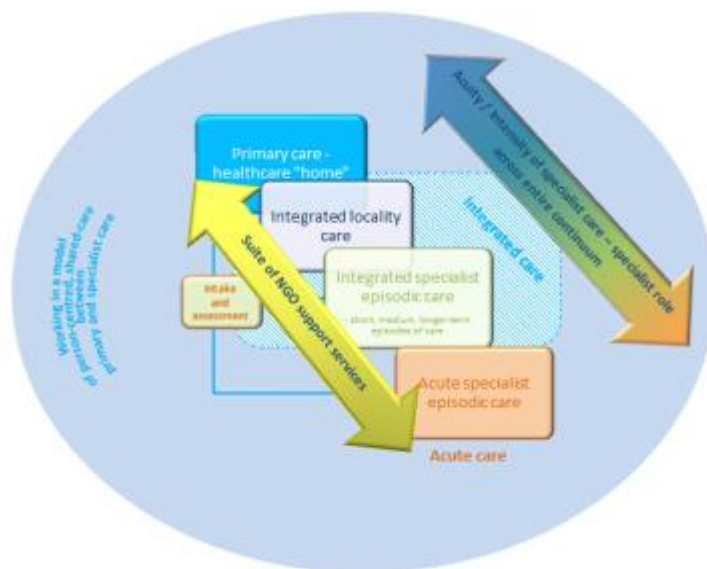 Acuity / Intensity of specialist care – specialist role
across entire continuum
Primary care -
healthcare "home"
Integrated locality
care
Integrated care
Integrated specialist
episodic care
- short, medium, longer-term
episodes of care
Suite of NGO support services
Intake
and
assessment
Working in a model
of person-centred, shared-care
between
primary and specialist care
Acute specialist
episodic care
Acute care